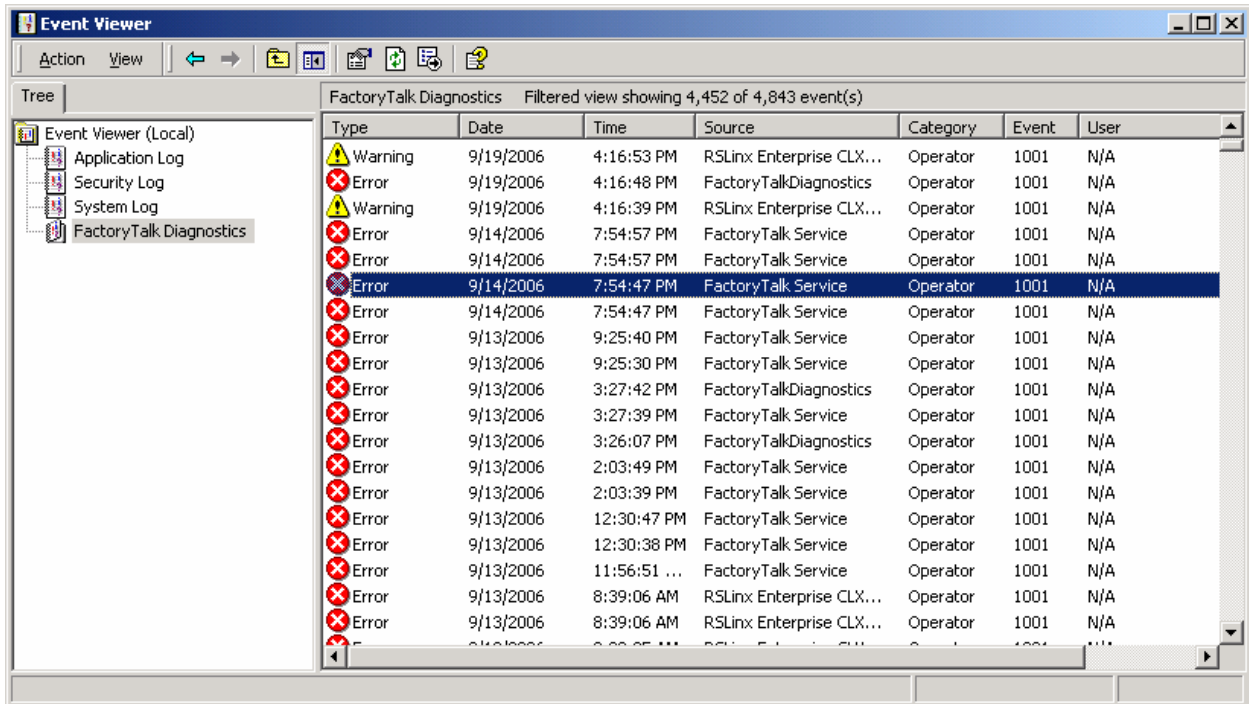 Event Viewer
Action View
Tree
FactoryTalk Diagnostics Filtered view showing 4,452 of 4,843 event(s)
Event Viewer (Local)
Application Log
Security Log
System Log
FactoryTalk Diagnostics
Type Date Time Source Category Event User
Warning 9/19/2006 4:16:53 PM RSLinx Enterprise CLX... Operator 1001 N/A
Error 9/19/2006 4:16:48 PM FactoryTalkDiagnostics Operator 1001 N/A
Warning 9/19/2006 4:16:39 PM RSLinx Enterprise CLX... Operator 1001 N/A
Error 9/14/2006 7:54:57 PM FactoryTalk Service Operator 1001 N/A
Error 9/14/2006 7:54:57 PM FactoryTalk Service Operator 1001 N/A
Error 9/14/2006 7:54:47 PM FactoryTalk Service Operator 1001 N/A
Error 9/14/2006 7:54:47 PM FactoryTalk Service Operator 1001 N/A
Error 9/13/2006 9:25:40 PM FactoryTalk Service Operator 1001 N/A
Error 9/13/2006 9:25:30 PM FactoryTalk Service Operator 1001 N/A
Error 9/13/2006 3:27:42 PM FactoryTalkDiagnostics Operator 1001 N/A
Error 9/13/2006 3:27:39 PM FactoryTalk Service Operator 1001 N/A
Error 9/13/2006 3:26:07 PM FactoryTalkDiagnostics Operator 1001 N/A
Error 9/13/2006 2:03:49 PM FactoryTalk Service Operator 1001 N/A
Error 9/13/2006 2:03:39 PM FactoryTalk Service Operator 1001 N/A
Error 9/13/2006 12:30:47 PM FactoryTalk Service Operator 1001 N/A
Error 9/13/2006 12:30:38 PM FactoryTalk Service Operator 1001 N/A
Error 9/13/2006 11:56:51 ... FactoryTalk Service Operator 1001 N/A
Error 9/13/2006 8:39:06 AM RSLinx Enterprise CLX... Operator 1001 N/A
Error 9/13/2006 8:39:06 AM RSLinx Enterprise CLX... Operator 1001 N/A